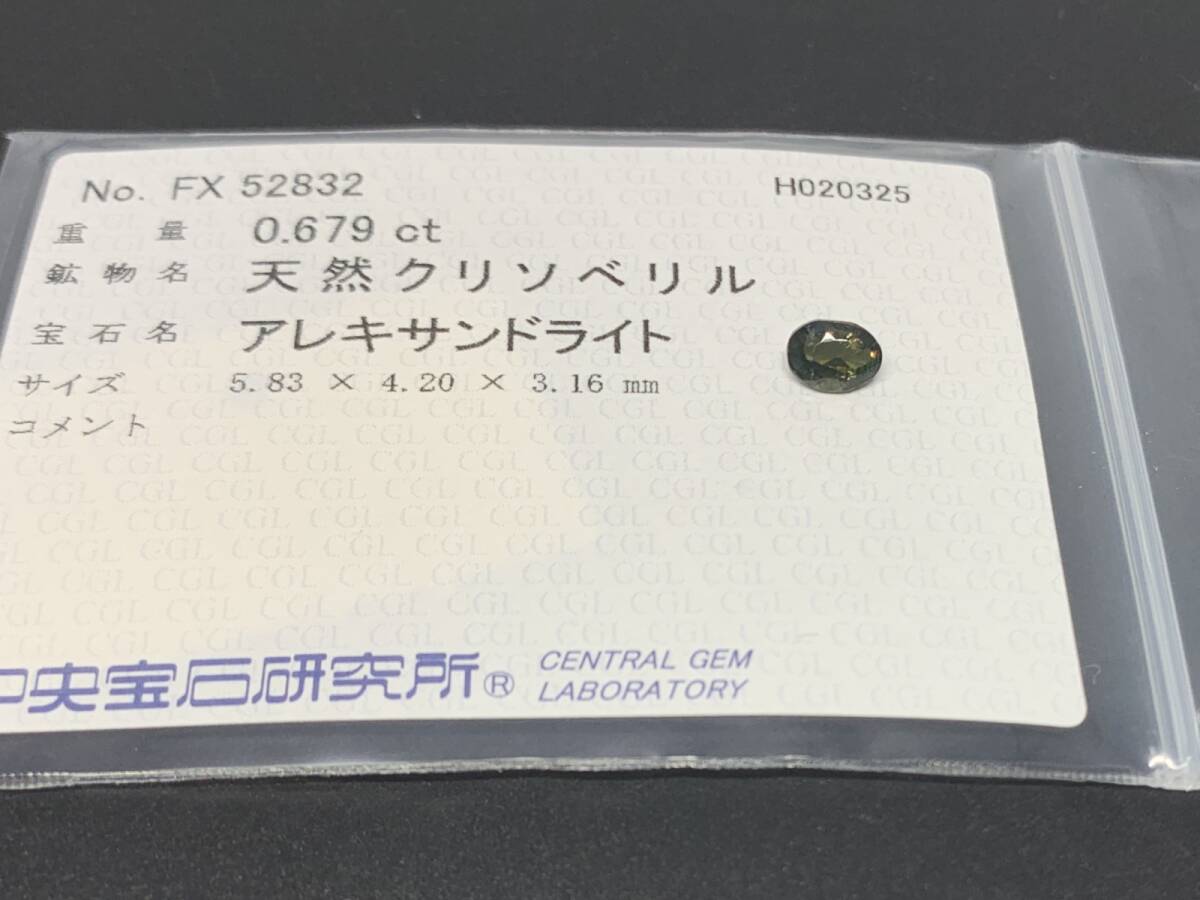 No. FX 52832 H020325
重 量 0.679 ct
鉱物名 天然クリソベリル
宝石名 アレキサンドライト
サイズ 5.83 × 4.20 × 3.16 mm
コメント
中央宝石研究所® CENTRAL GEM
LABORATORY